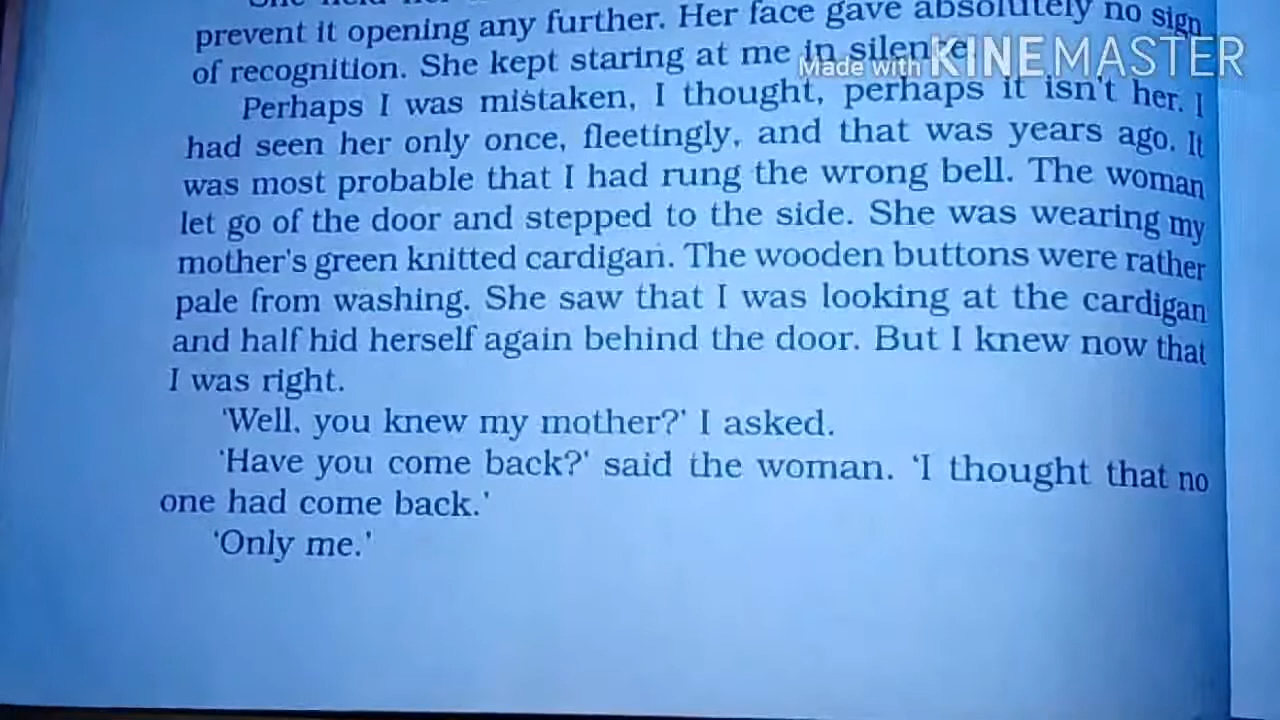 prevent it opening any further. Her face gave absolutely no sign
of recognition. She kept staring at me in silence
Made with KINEMASTER
Perhaps I was mistaken, I thought, perhaps it isn't her. I
had seen her only once, fleetingly, and that was years ago. It
was most probable that I had rung the wrong bell. The woman
let go of the door and stepped to the side. She was wearing my
mother's green knitted cardigan. The wooden buttons were rather
pale from washing. She saw that I was looking at the cardigan
and half hid herself again behind the door. But I knew now that
I was right.
'Well, you knew my mother?' I asked.
'Have you come back?' said the woman. 'I thought that no
one had come back.'
'Only me.'